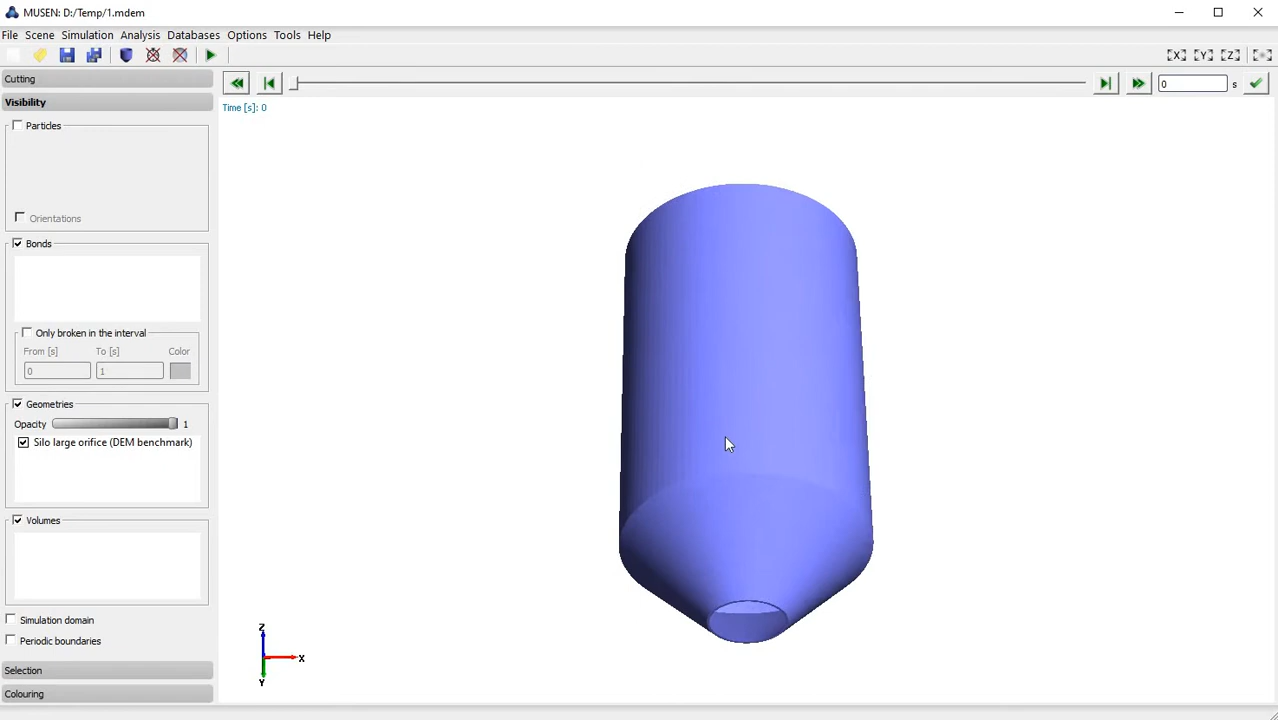 MUSEN: D:/Temp/1.mdem
File Scene Simulation Analysis Databases Options Tools Help
[X] [Y] [Z]
Cutting
0 s
Visibility
Time [s]: 0
Particles
Orientations
Bonds
Only broken in the interval
From [s] To [s] Color
0 1
Geometries
Opacity 1
Silo large orifice (DEM benchmark)
Volumes
Simulation domain
Periodic boundaries
Selection
Colouring
Z
X
Y